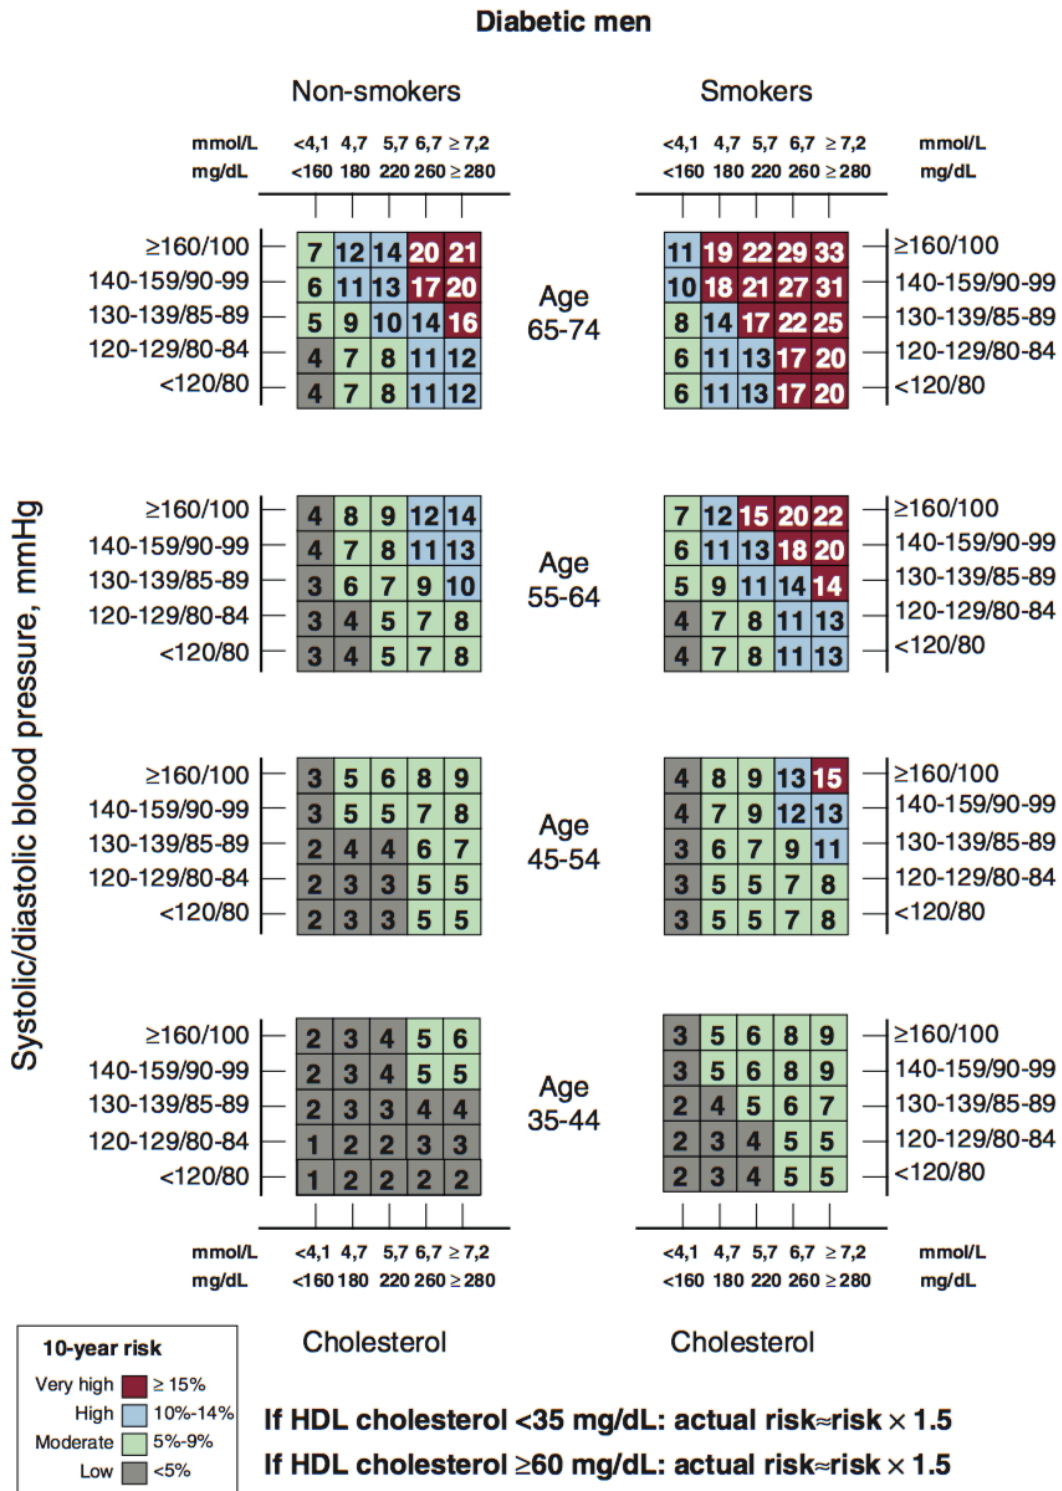 Diabetic men
Non-smokers Smokers
mmol/L <4,1 4,7 5,7 6,7 ≥ 7,2 mmol/L
mg/dL <160 180 220 260 ≥ 280 <160 180 220 260 ≥ 280 mg/dL
Systolic/diastolic blood pressure, mmHg
≥160/100 7 12 14 20 21 11 19 22 29 33 ≥160/100
140-159/90-99 6 11 13 17 20 Age 10 18 21 27 31 140-159/90-99
130-139/85-89 5 9 10 14 16 65-74 8 14 17 22 25 130-139/85-89
120-129/80-84 4 7 8 11 12 6 11 13 17 20 120-129/80-84
<120/80 4 7 8 11 12 6 11 13 17 20 <120/80
≥160/100 4 8 9 12 14 7 12 15 20 22 ≥160/100
140-159/90-99 4 7 8 11 13 Age 6 11 13 18 20 140-159/90-99
130-139/85-89 3 6 7 9 10 55-64 5 9 11 14 14 130-139/85-89
120-129/80-84 3 4 5 7 8 4 7 8 11 13 120-129/80-84
<120/80 3 4 5 7 8 4 7 8 11 13 <120/80
≥160/100 3 5 6 8 9 4 8 9 13 15 ≥160/100
140-159/90-99 3 5 5 7 8 Age 4 7 9 12 13 140-159/90-99
130-139/85-89 2 4 4 6 7 45-54 3 6 7 9 11 130-139/85-89
120-129/80-84 2 3 3 5 5 3 5 5 7 8 120-129/80-84
<120/80 2 3 3 5 5 3 5 5 7 8 <120/80
≥160/100 2 3 4 5 6 3 5 6 8 9 ≥160/100
140-159/90-99 2 3 4 5 5 Age 3 5 6 8 9 140-159/90-99
130-139/85-89 2 3 3 4 4 35-44 2 4 5 6 7 130-139/85-89
120-129/80-84 1 2 2 3 3 2 3 4 5 5 120-129/80-84
<120/80 1 2 2 2 2 2 3 4 5 5 <120/80
mmol/L <4,1 4,7 5,7 6,7 ≥ 7,2 <4,1 4,7 5,7 6,7 ≥ 7,2 mmol/L
mg/dL <160 180 220 260 ≥ 280 <160 180 220 260 ≥ 280 mg/dL
Cholesterol Cholesterol
10-year risk
Very high ≥ 15%
High 10%-14%
Moderate 5%-9%
Low <5%
If HDL cholesterol <35 mg/dL: actual risk≈risk × 1.5
If HDL cholesterol ≥60 mg/dL: actual risk≈risk × 1.5